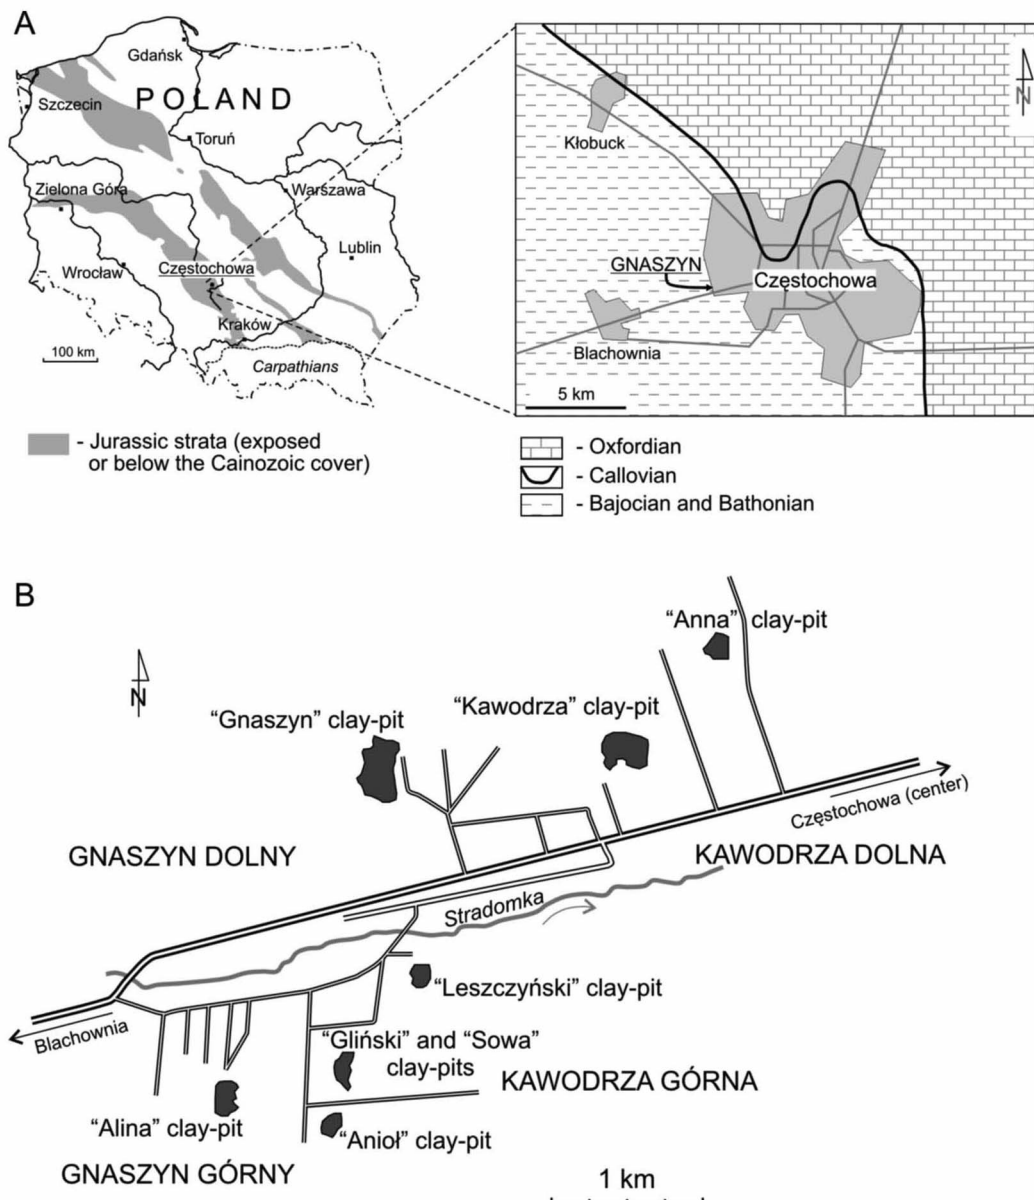 A
Gdańsk
POLAND
Szczecin
Toruń
Zielona Góra
Warszawa
Lublin
Wrocław
Częstochowa
Kraków
100 km
Carpathians
- Jurassic strata (exposed
or below the Cainozoic cover)
N
Kłobuck
GNASZYN
Częstochowa
Blachownia
5 km
- Oxfordian
- Callovian
- Bajocian and Bathonian
B
N
"Anna" clay-pit
"Gnaszyn" clay-pit
"Kawodrza" clay-pit
Częstochowa (center)
GNASZYN DOLNY
KAWODRZA DOLNA
Stradomka
"Leszczyński" clay-pit
Blachownia
"Gliński" and "Sowa"
clay-pits
KAWODRZA GÓRNA
"Alina" clay-pit
"Anioł" clay-pit
GNASZYN GÓRNY
1 km